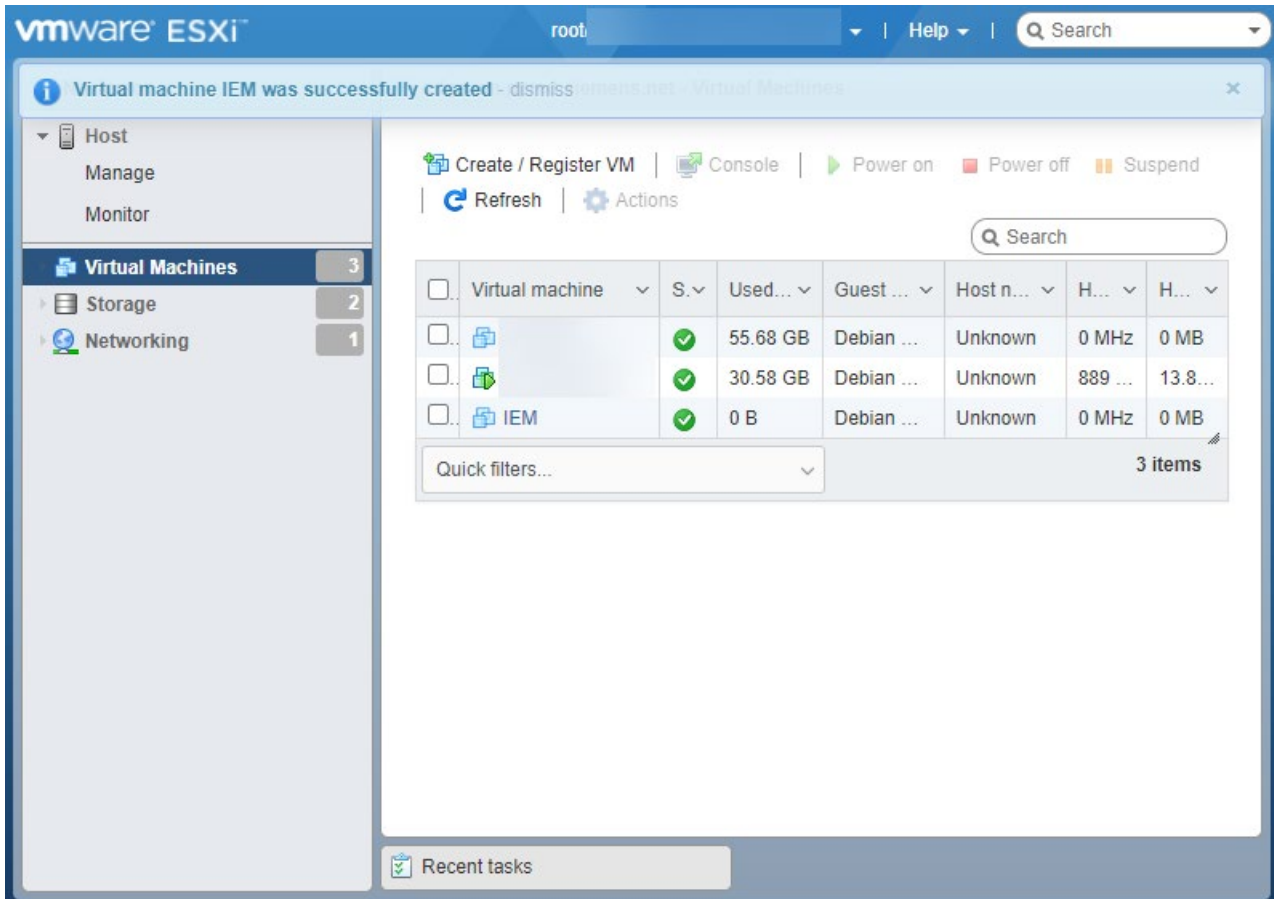 vmware ESXi™
root
Help
Search
Virtual machine IEM was successfully created - dismiss
Host
Manage
Monitor
Virtual Machines 3
Storage 2
Networking 1
Create / Register VM
Console
Power on
Power off
Suspend
Refresh
Actions
Search
Virtual machine S. Used... Guest ... Host n... H... H...
55.68 GB Debian ... Unknown 0 MHz 0 MB
30.58 GB Debian ... Unknown 889 ... 13.8...
IEM 0 B Debian ... Unknown 0 MHz 0 MB
Quick filters...
3 items
Recent tasks